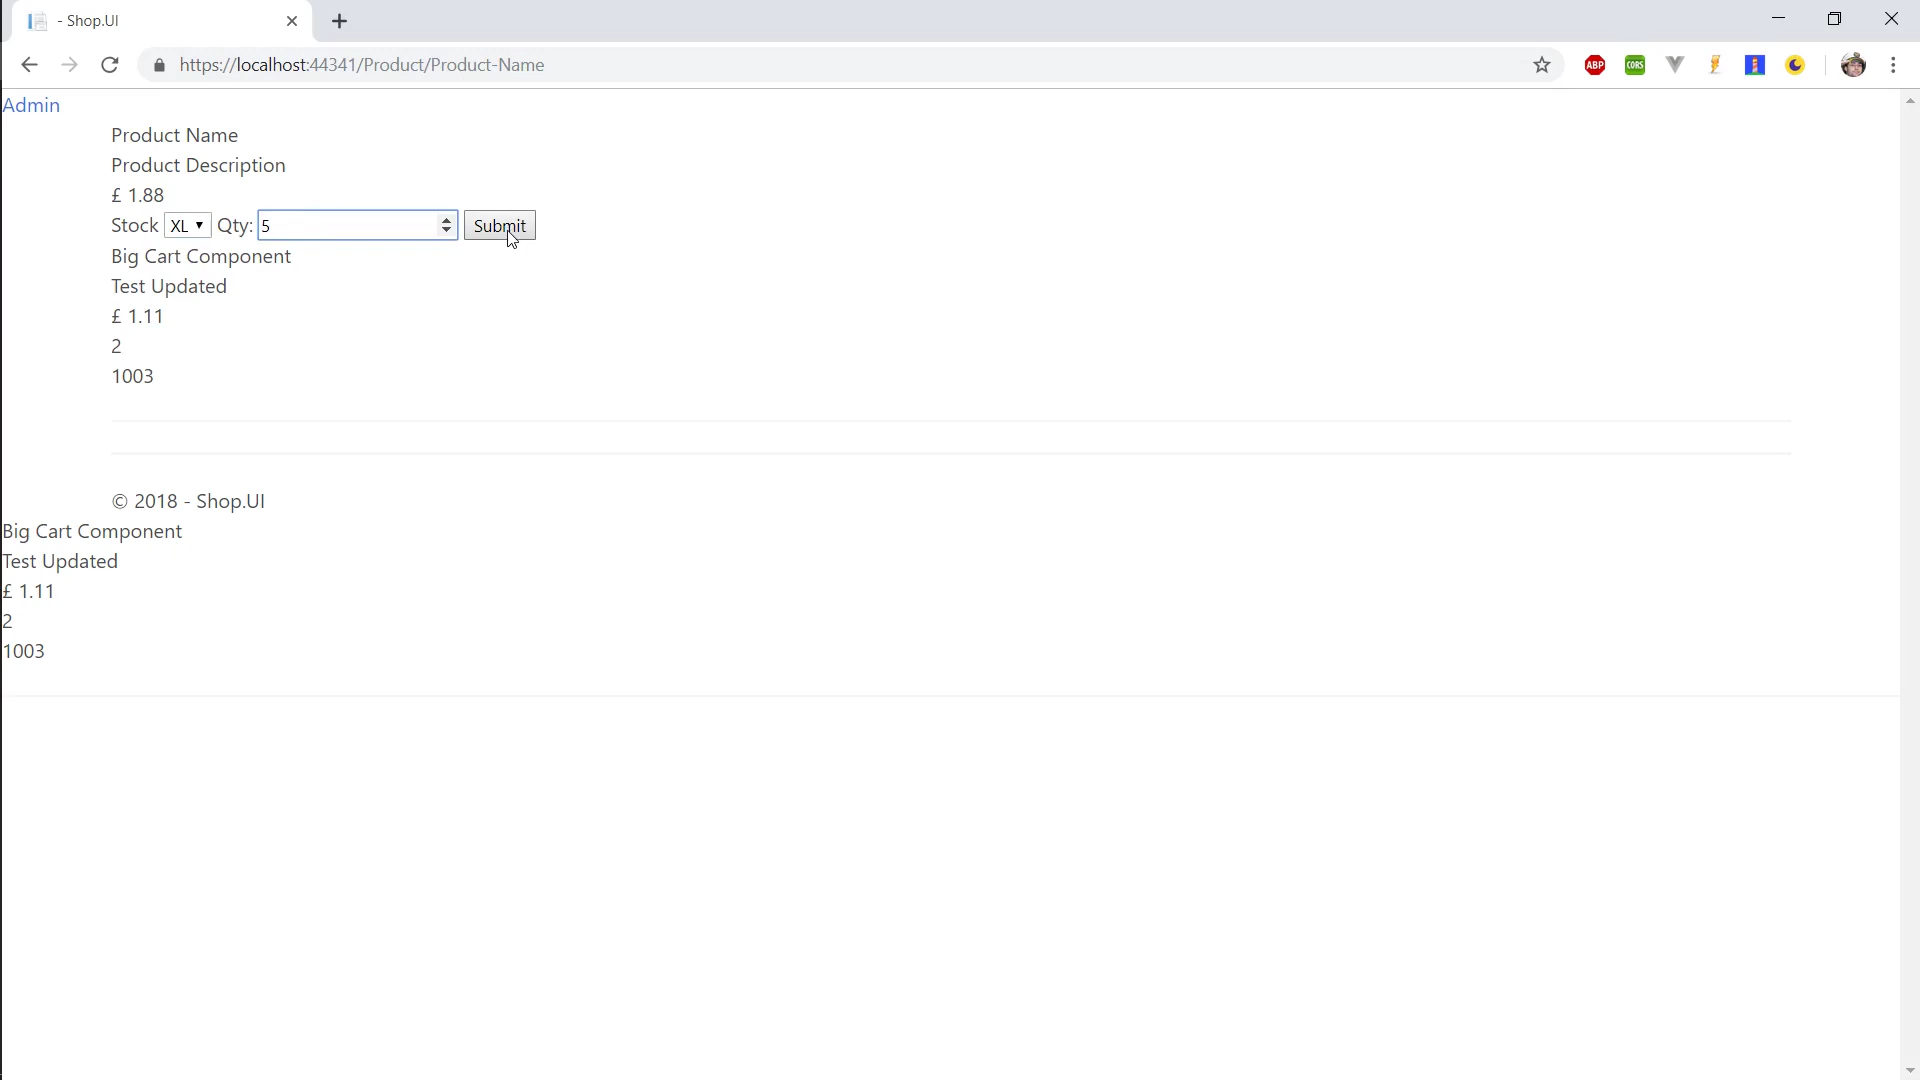 - Shop.UI
https://localhost:44341/Product/Product-Name
ABP
CORS
Admin
Product Name
Product Description
£ 1.88
Stock XL Qty: 5 Submit
Big Cart Component
Test Updated
£ 1.11
2
1003
© 2018 - Shop.UI
Big Cart Component
Test Updated
£ 1.11
2
1003